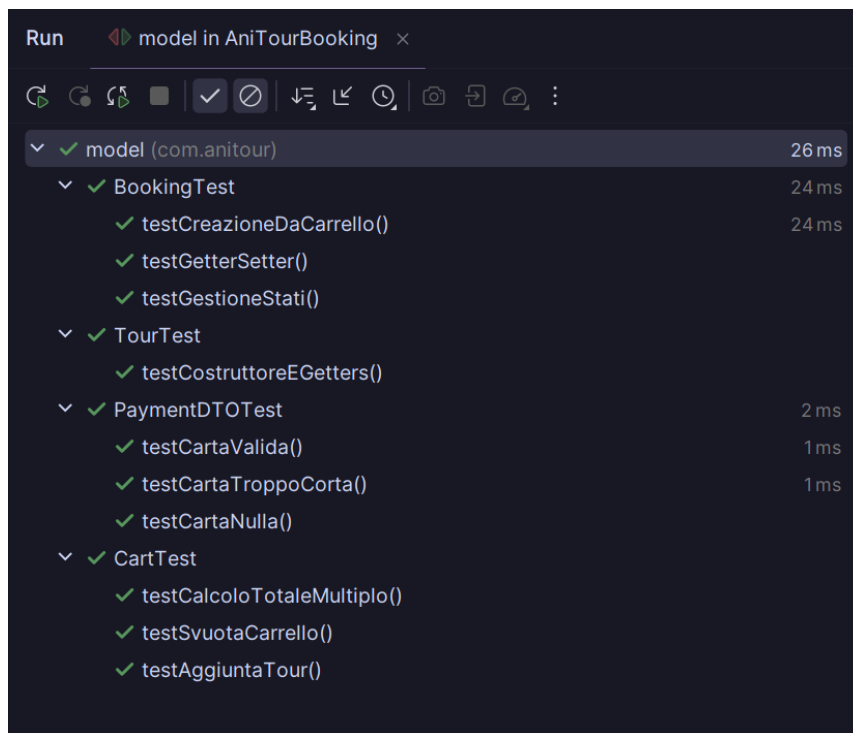 Run model in AniTourBooking ×
model (com.anitour) 26 ms
BookingTest 24 ms
testCreazioneDaCarrello() 24 ms
testGetterSetter()
testGestioneStati()
TourTest
testCostruttoreEGetters()
PaymentDTOTest 2 ms
testCartaValida() 1 ms
testCartaTroppoCorta() 1 ms
testCartaNulla()
CartTest
testCalcoloTotaleMultiplo()
testSvuotaCarrello()
testAggiuntaTour()